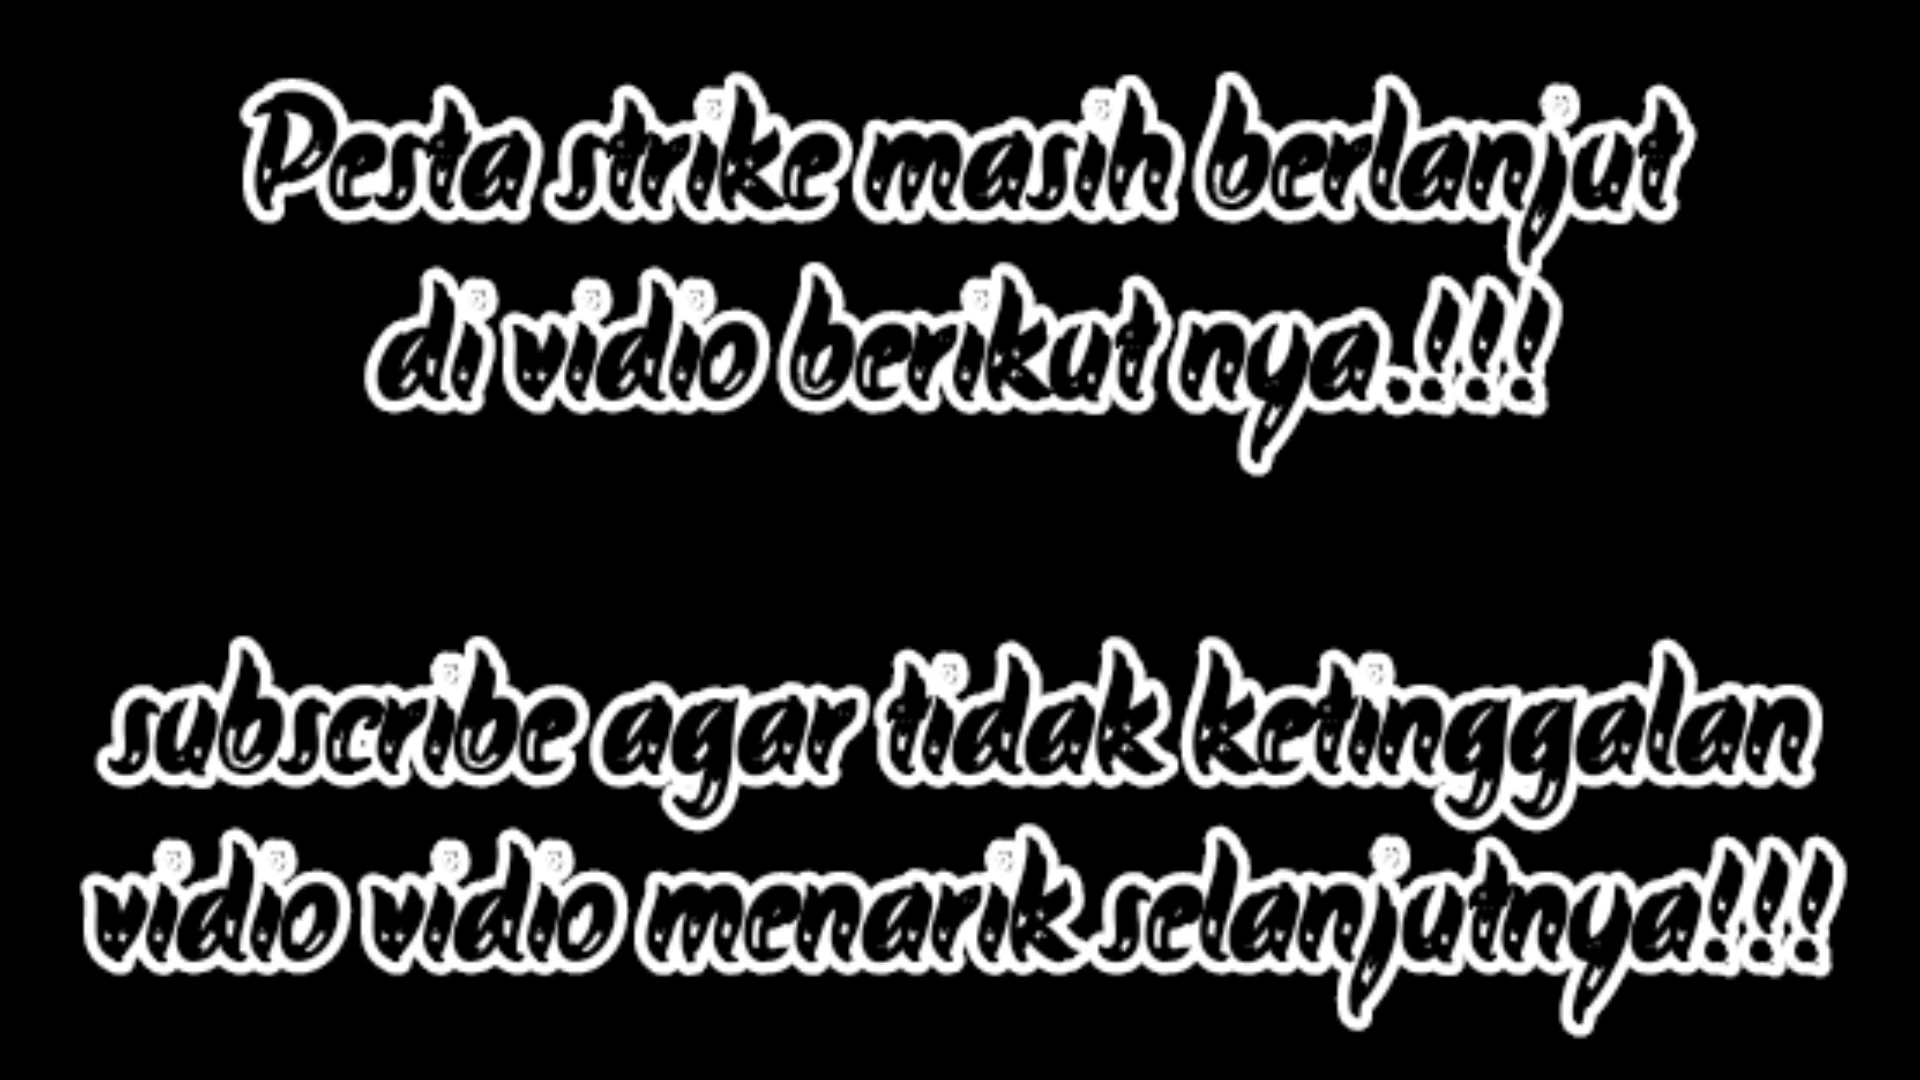 Pesta strike masih berlanjut
di vidio berikut nya.!!!
subscribe agar tidak ketinggalan
vidio vidio menarik selanjutnya!!!